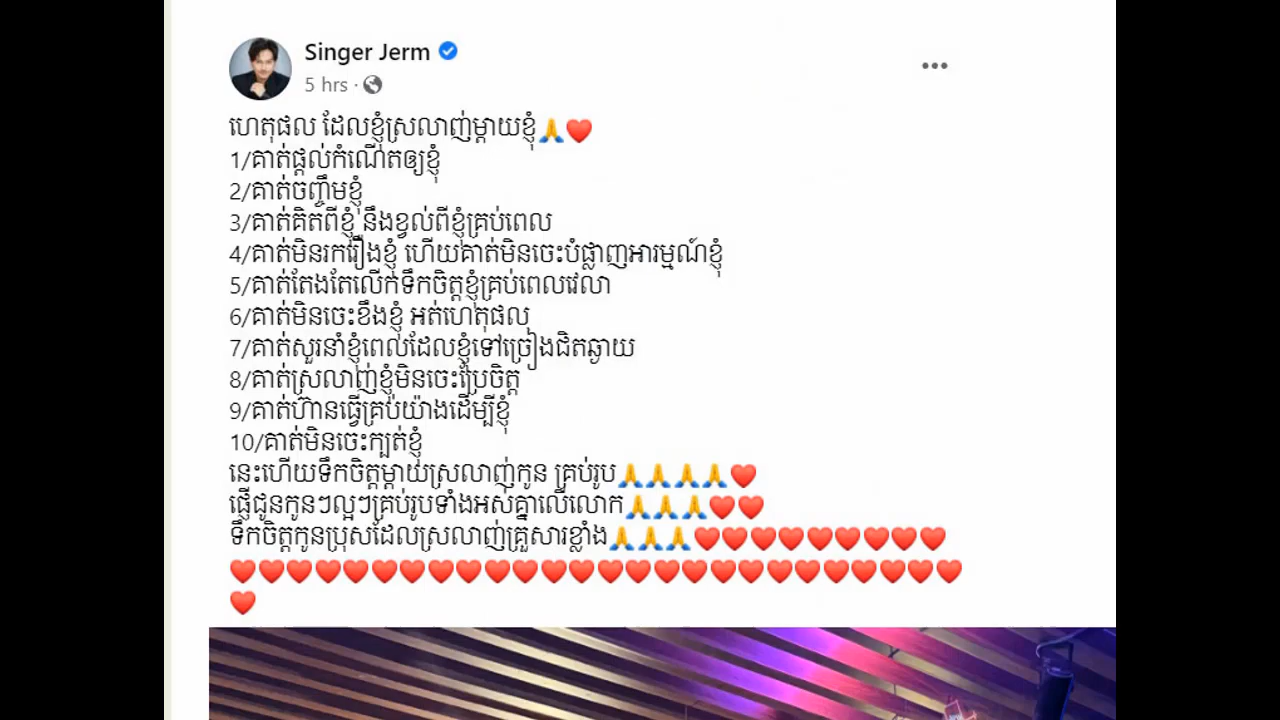 Singer Jerm
5 hrs ·
ហេតុផល ដែលខ្ញុំស្រលាញ់ម្ដាយខ្ញុំ🙏❤️
1/គាត់ផ្ដល់កំណើតឲ្យខ្ញុំ
2/គាត់ចញ្ចឹមខ្ញុំ
3/គាត់គិតពីខ្ញុំ នឹងខ្វល់ពីខ្ញុំគ្រប់ពេល
4/គាត់មិនរករឿងខ្ញុំ ហើយគាត់មិនចេះបំផ្លាញអារម្មណ៍ខ្ញុំ
5/គាត់តែងតែលើកទឹកចិត្តខ្ញុំគ្រប់ពេលវេលា
6/គាត់មិនចេះខឹងខ្ញុំ អត់ហេតុផល
7/គាត់សួរនាំខ្ញុំពេលដែលខ្ញុំទៅច្រៀងជិតឆ្ងាយ
8/គាត់ស្រលាញ់ខ្ញុំមិនចេះប្រែចិត្ត
9/គាត់ហ៊ានធ្វើគ្រប់យ៉ាងដើម្បីខ្ញុំ
10/គាត់មិនចេះក្បត់ខ្ញុំ
នេះហើយទឹកចិត្តម្ដាយស្រលាញ់កូន គ្រប់រូប🙏🙏🙏🙏❤️
ផ្ញើជូនកូនៗល្អៗគ្រប់រូបទាំងអស់គ្នាលើលោក🙏🙏🙏❤️❤️
ទឹកចិត្តកូនប្រុសដែលស្រលាញ់គ្រួសារខ្លាំង🙏🙏🙏❤️❤️❤️❤️❤️❤️❤️❤️❤️
❤️❤️❤️❤️❤️❤️❤️❤️❤️❤️❤️❤️❤️❤️❤️❤️❤️❤️❤️❤️❤️❤️❤️❤️❤️❤️
❤️